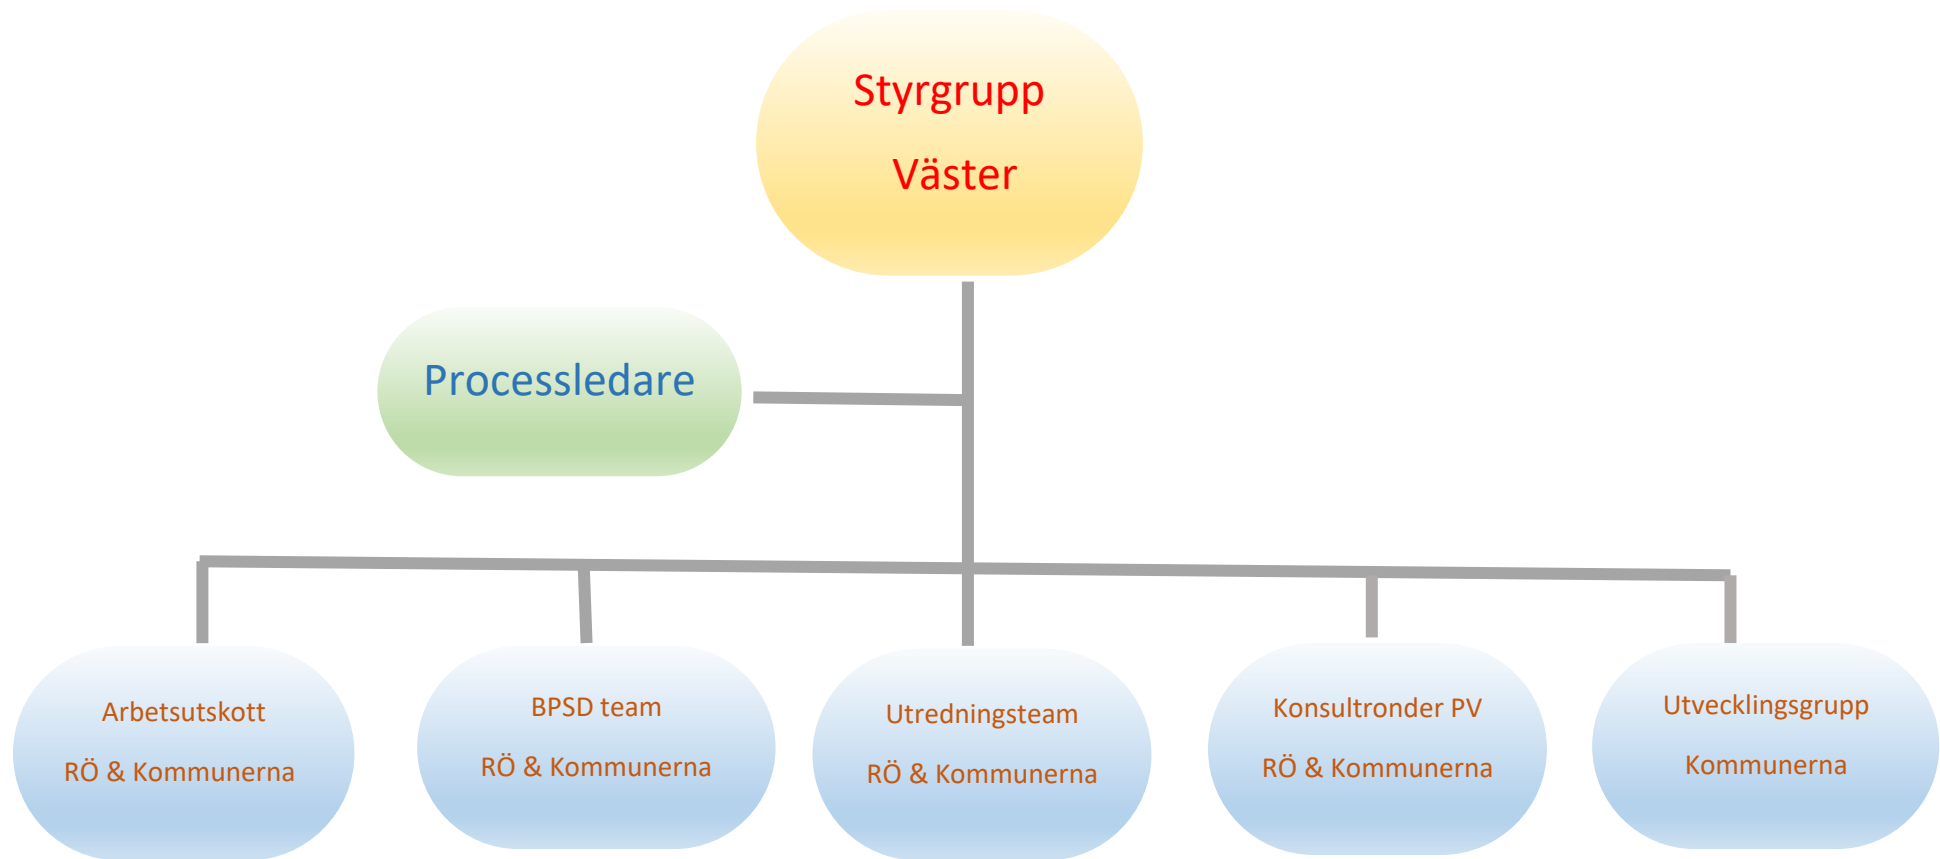 Styrgrupp
Väster
Processledare
Arbetsutskott
RÖ & Kommunerna
BPSD team
RÖ & Kommunerna
Utredningsteam
RÖ & Kommunerna
Konsultronder PV
RÖ & Kommunerna
Utvecklingsgrupp
Kommunerna